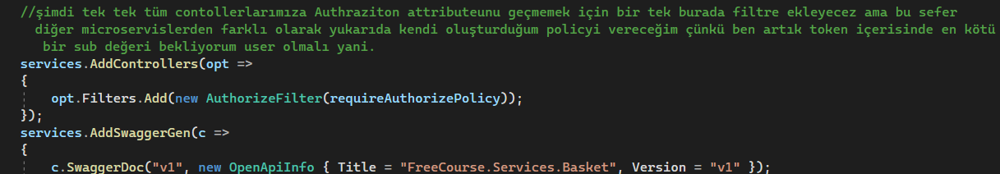 //şimdi tek tek tüm contollerlarımıza Authraziton attributeunu geçmemek için bir tek burada filtre ekleyecez ama bu sefer
diğer microservislerden farklı olarak yukarıda kendi oluşturduğum policyi vereceğim çünkü ben artık token içerisinde en kötü
bir sub değeri bekliyorum user olmalı yani.
services.AddControllers(opt =>
{
opt.Filters.Add(new AuthorizeFilter(requireAuthorizePolicy));
});
services.AddSwaggerGen(c =>
{
c.SwaggerDoc("v1", new OpenApiInfo { Title = "FreeCourse.Services.Basket", Version = "v1" });